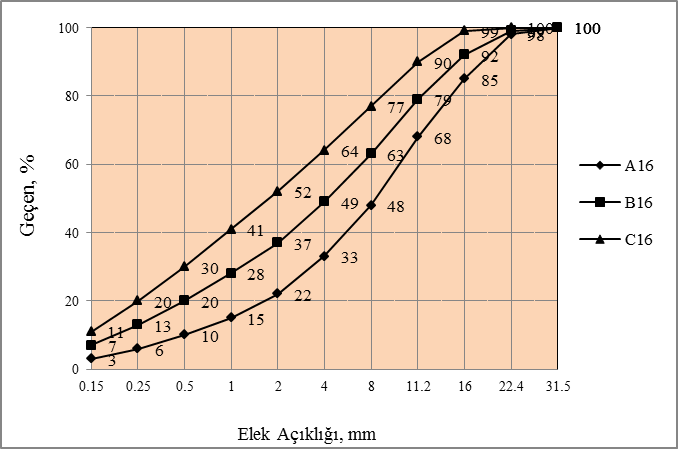 Geçen, %
100
80
60
40
20
0
0.15 0.25 0.5 1 2 4 8 11.2 16 22.4 31.5
Elek Açıklığı, mm
11 20 30 41 52 64 77 90 99 100 100
7 13 20 28 37 49 63 79 92 99
3 6 10 15 22 33 48 68 85 98
A16
B16
C16